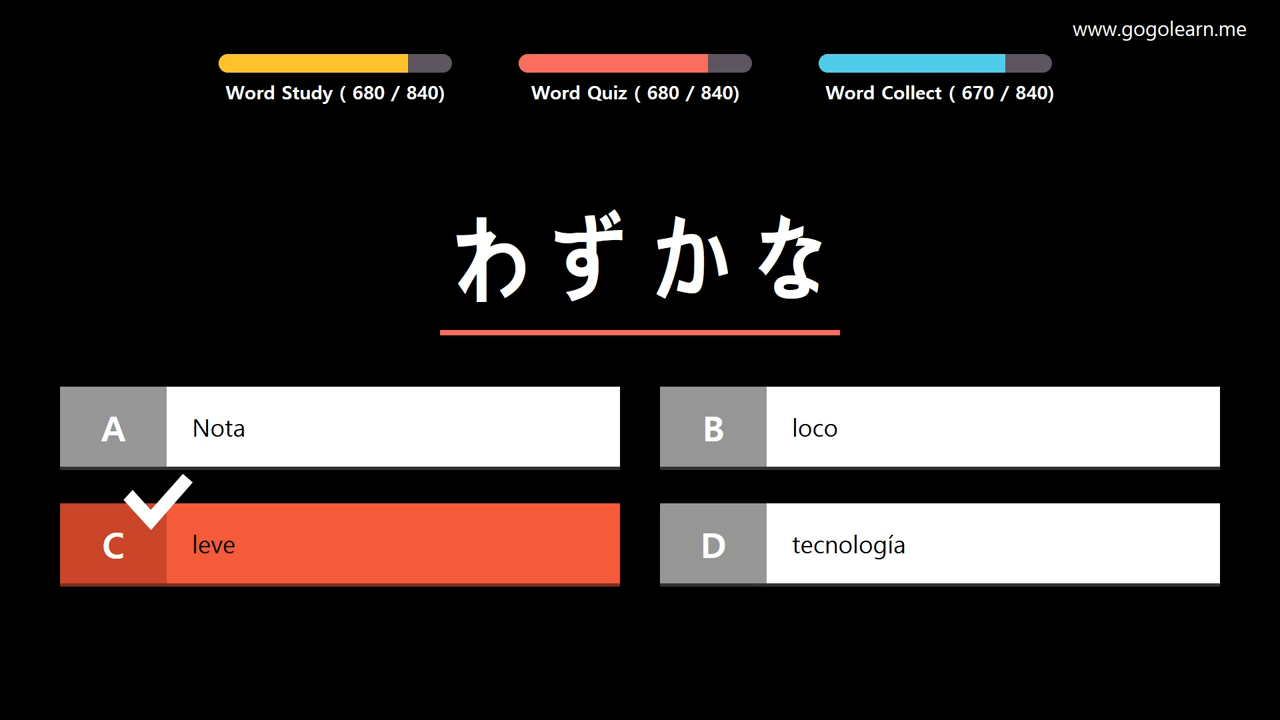 www.gogolearn.me
Word Study ( 680 / 840)
Word Quiz ( 680 / 840)
Word Collect ( 670 / 840)
わずかな
A Nota
B loco
C leve
D tecnología